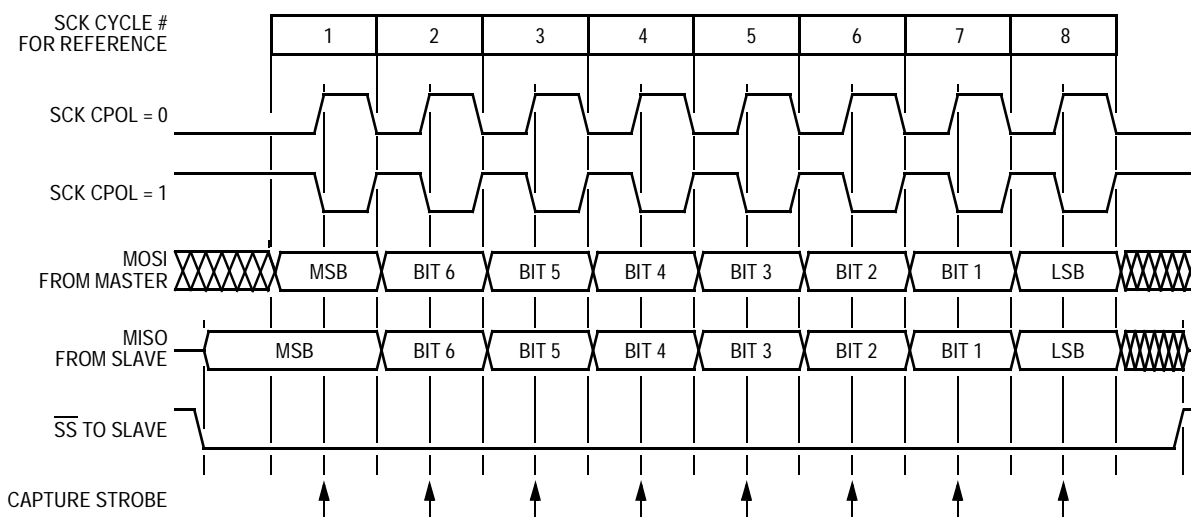 SCK CYCLE #
FOR REFERENCE
1 2 3 4 5 6 7 8
SCK CPOL = 0
SCK CPOL = 1
MOSI
FROM MASTER
MSB BIT 6 BIT 5 BIT 4 BIT 3 BIT 2 BIT 1 LSB
MISO
FROM SLAVE
MSB BIT 6 BIT 5 BIT 4 BIT 3 BIT 2 BIT 1 LSB
SS TO SLAVE
CAPTURE STROBE